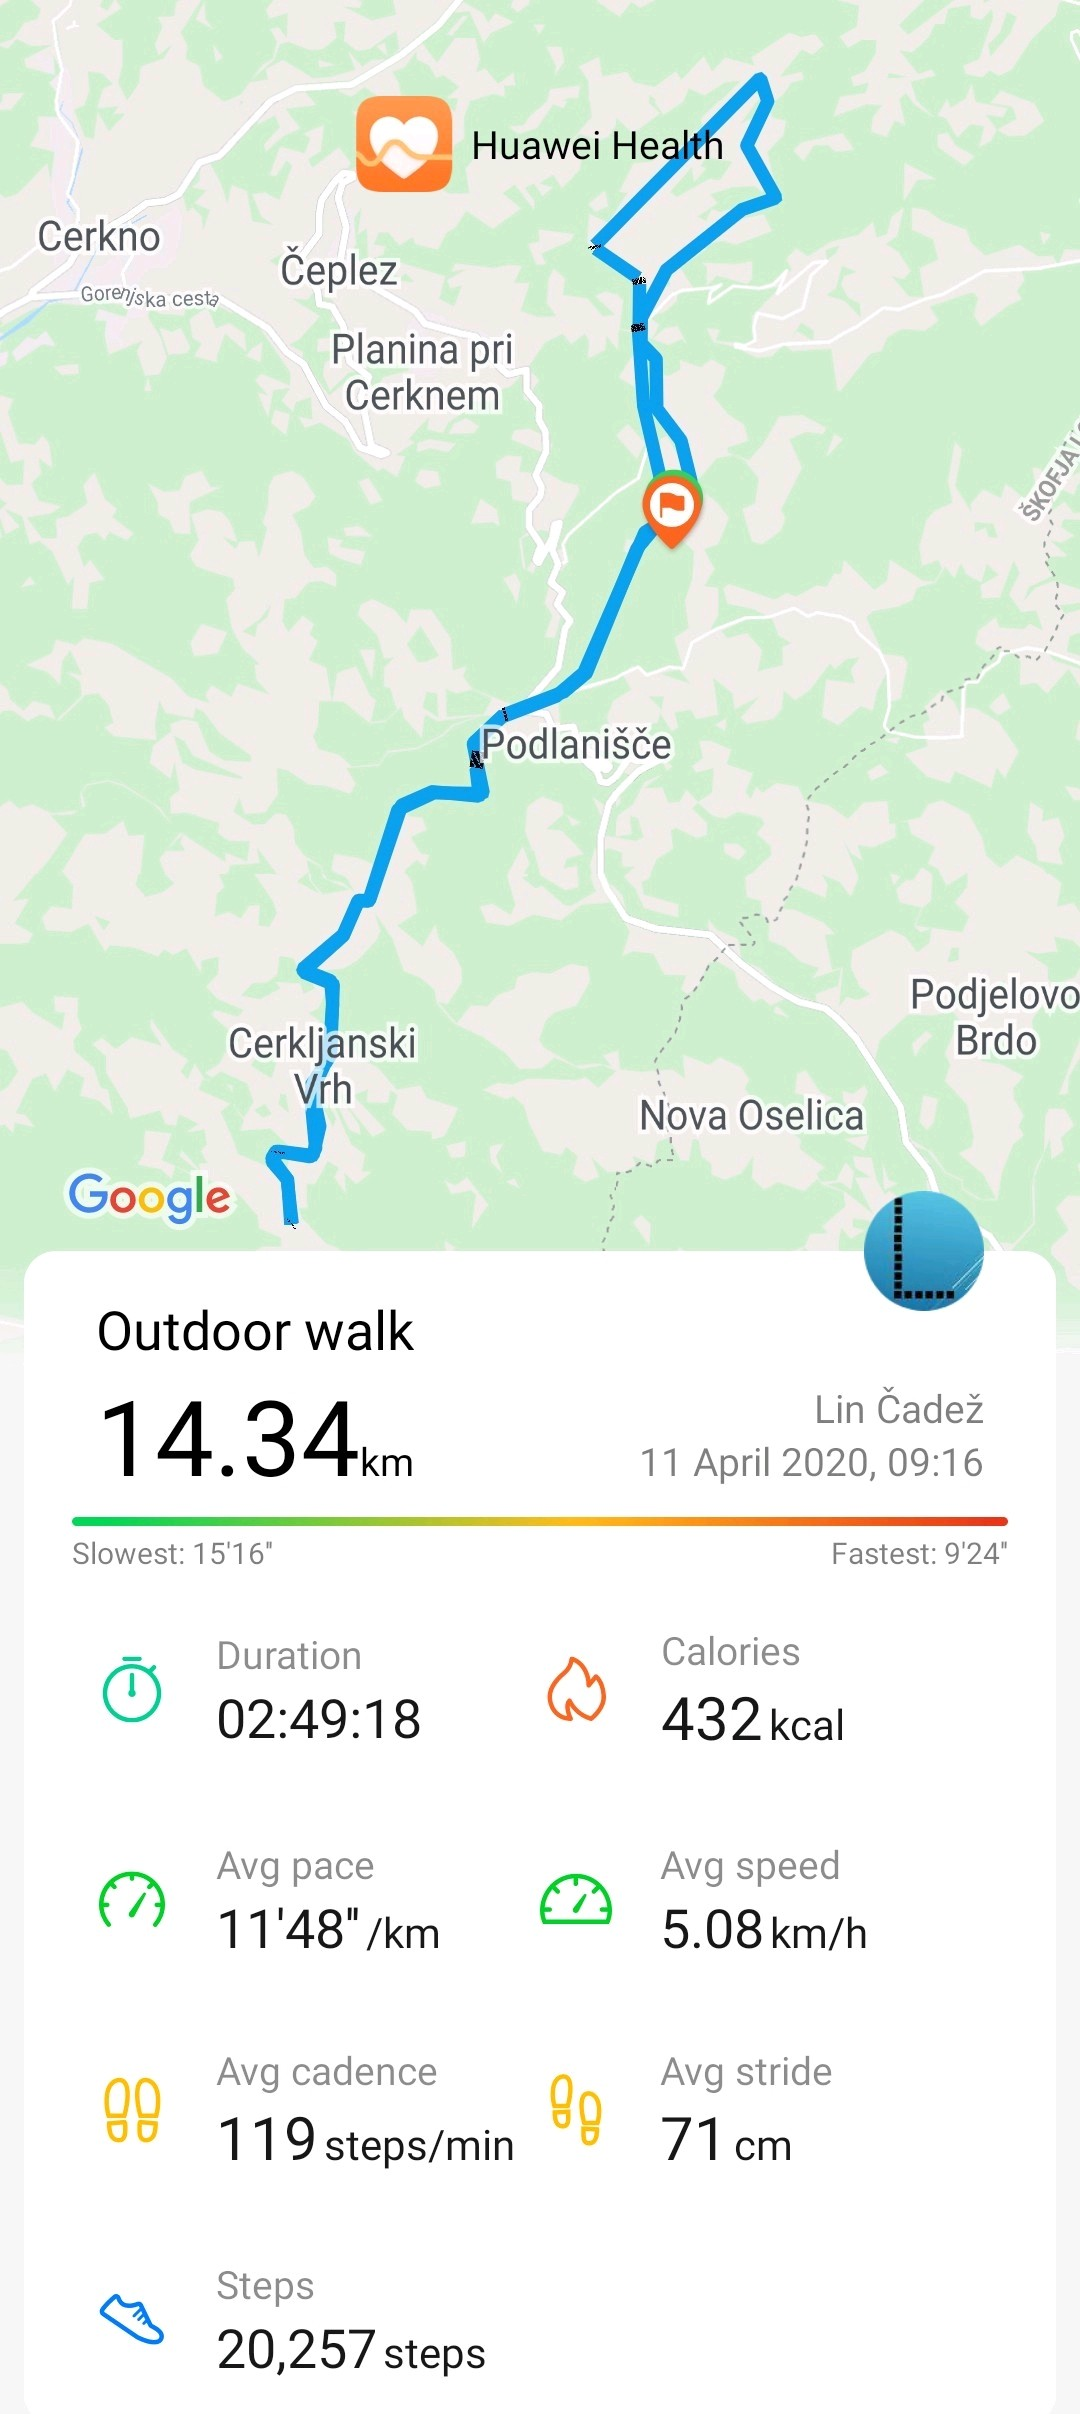 Huawei Health
Cerkno
Čeplez
Gorenjska cesta
Planina pri
Cerknem
Podlanišče
Podjelovo
Brdo
Cerkljanski
Vrh
Nova Oselica
Google
L
Outdoor walk
14.34km
Lin Čadež
11 April 2020, 09:16
Slowest: 15'16"
Fastest: 9'24"
Duration
02:49:18
Calories
432 kcal
Avg pace
11'48" /km
Avg speed
5.08 km/h
Avg cadence
119 steps/min
Avg stride
71 cm
Steps
20,257 steps